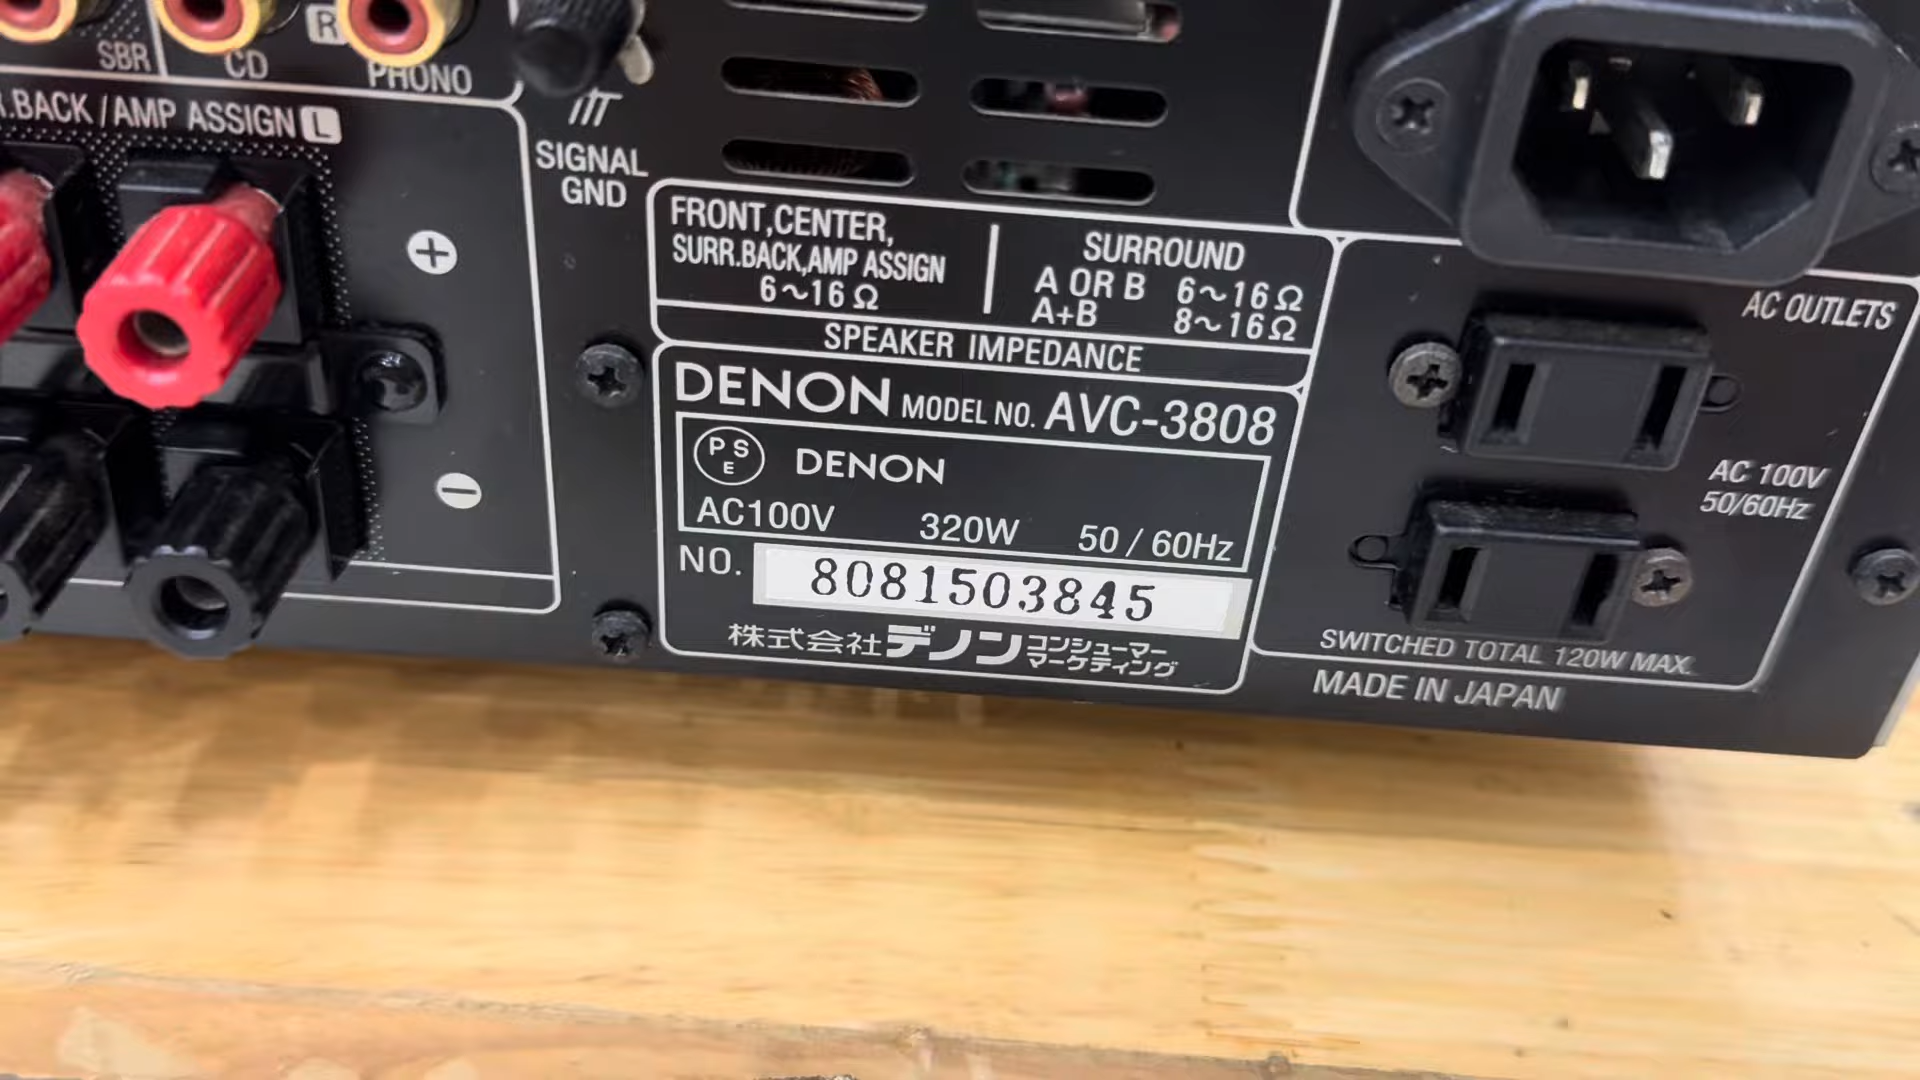 SBR
CD
R
PHONO
.BACK / AMP ASSIGN L
SIGNAL
GND
FRONT,CENTER,
SURR.BACK,AMP ASSIGN
6～16Ω
SURROUND
A OR B 6～16Ω
A+B 8～16Ω
SPEAKER IMPEDANCE
DENON MODEL NO. AVC-3808
PSE DENON
AC100V 320W 50 / 60Hz
NO. 8081503845
株式会社デノン コンシューマー
マーケティング
AC OUTLETS
AC 100V
50/60Hz
SWITCHED TOTAL 120W MAX.
MADE IN JAPAN